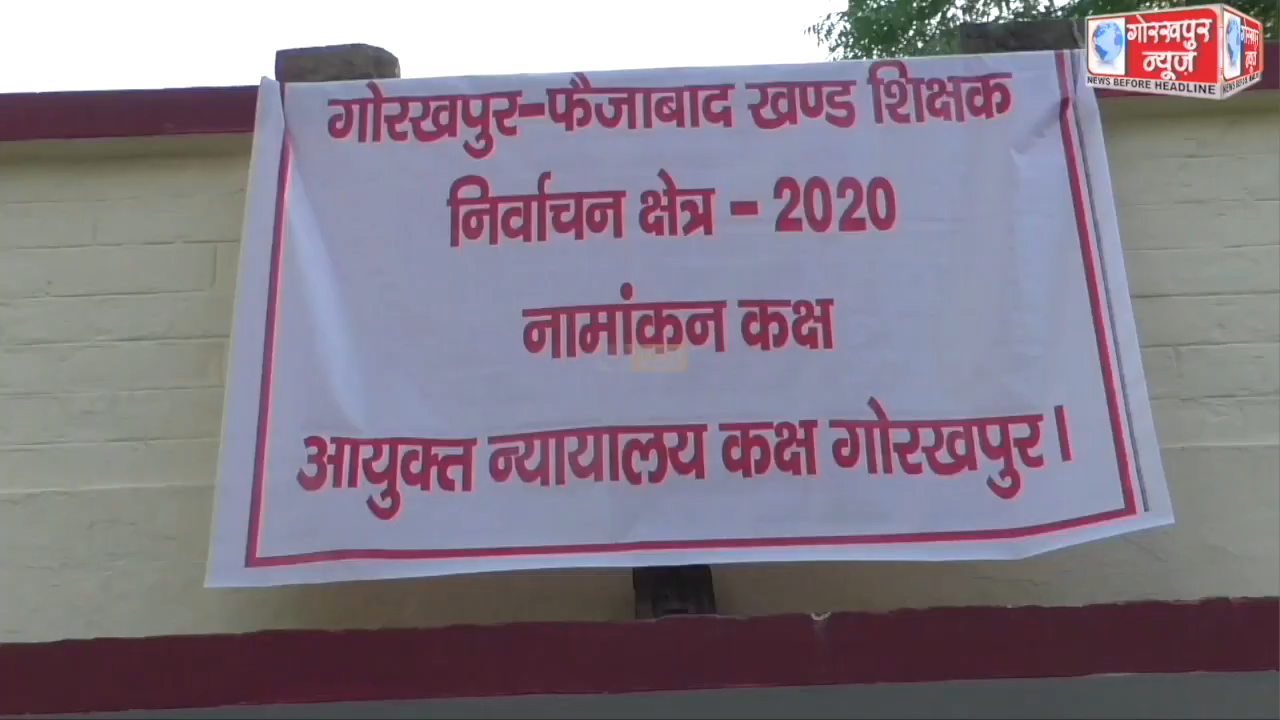 गोरखपुर-फैजाबाद खण्ड शिक्षक
निर्वाचन क्षेत्र - 2020
नामांकन कक्ष
आयुक्त न्यायालय कक्ष गोरखपुर।
गोरखपुर
न्यूज़
NEWS BEFORE HEADLINE